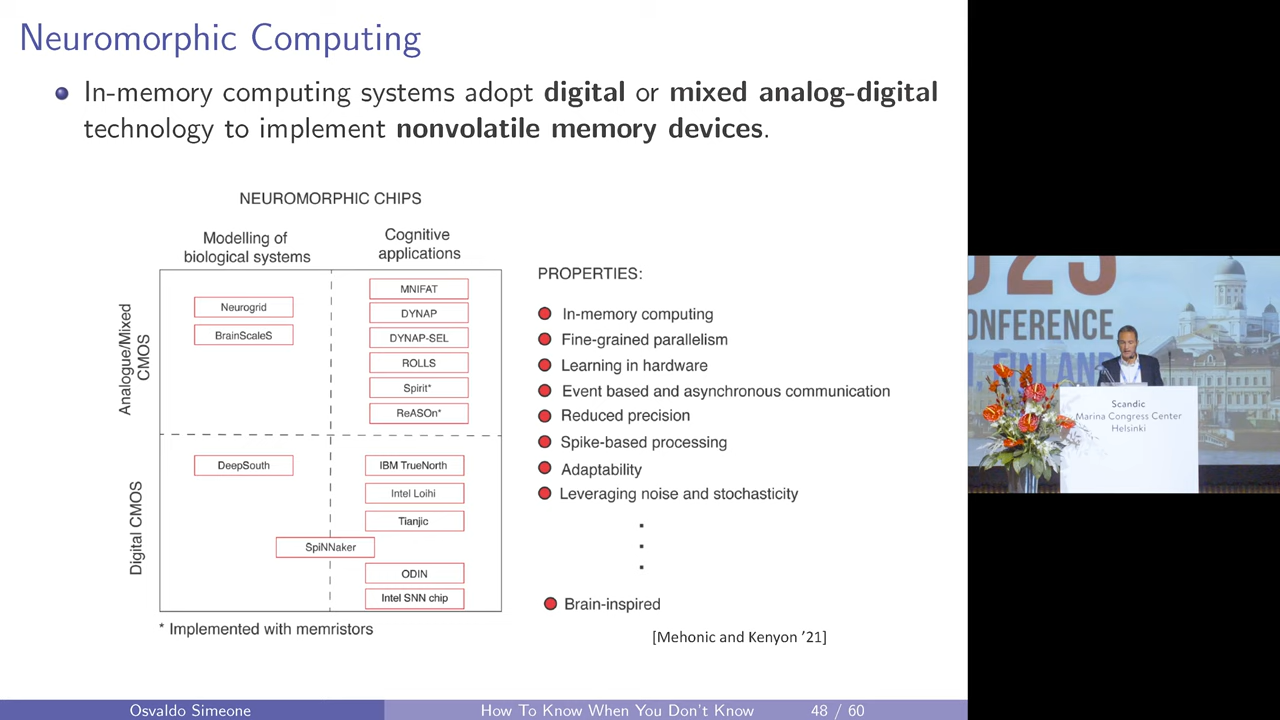 Neuromorphic Computing
In-memory computing systems adopt digital or mixed analog-digital
technology to implement nonvolatile memory devices.
NEUROMORPHIC CHIPS
Modelling of
biological systems
Cognitive
applications
Analogue/Mixed
CMOS
Neurogrid
BrainScaleS
MNIFAT
DYNAP
DYNAP-SEL
ROLLS
Spirit*
ReASOn*
Digital CMOS
DeepSouth
IBM TrueNorth
Intel Loihi
Tianjic
SpiNNaker
ODIN
Intel SNN chip
* Implemented with memristors
PROPERTIES:
In-memory computing
Fine-grained parallelism
Learning in hardware
Event based and asynchronous communication
Reduced precision
Spike-based processing
Adaptability
Leveraging noise and stochasticity
Brain-inspired
[Mehonic and Kenyon '21]
Osvaldo Simeone
How To Know When You Don't Know
48 / 60
2023
ONFERENCE
FINLAND
Scandic
Marina Congress Center
Helsinki